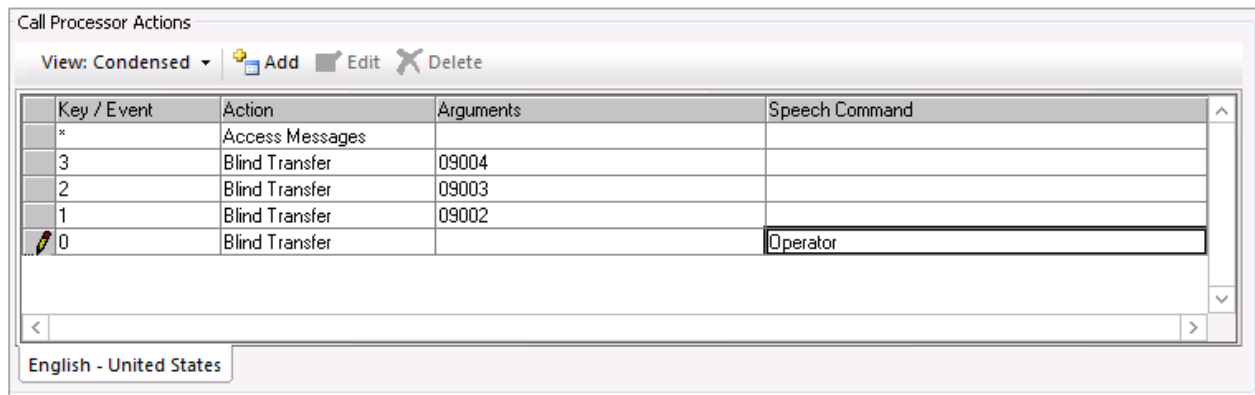 Call Processor Actions
View: Condensed Add Edit Delete
Key / Event Action Arguments Speech Command
* Access Messages
3 Blind Transfer 09004
2 Blind Transfer 09003
1 Blind Transfer 09002
0 Blind Transfer Operator
English - United States